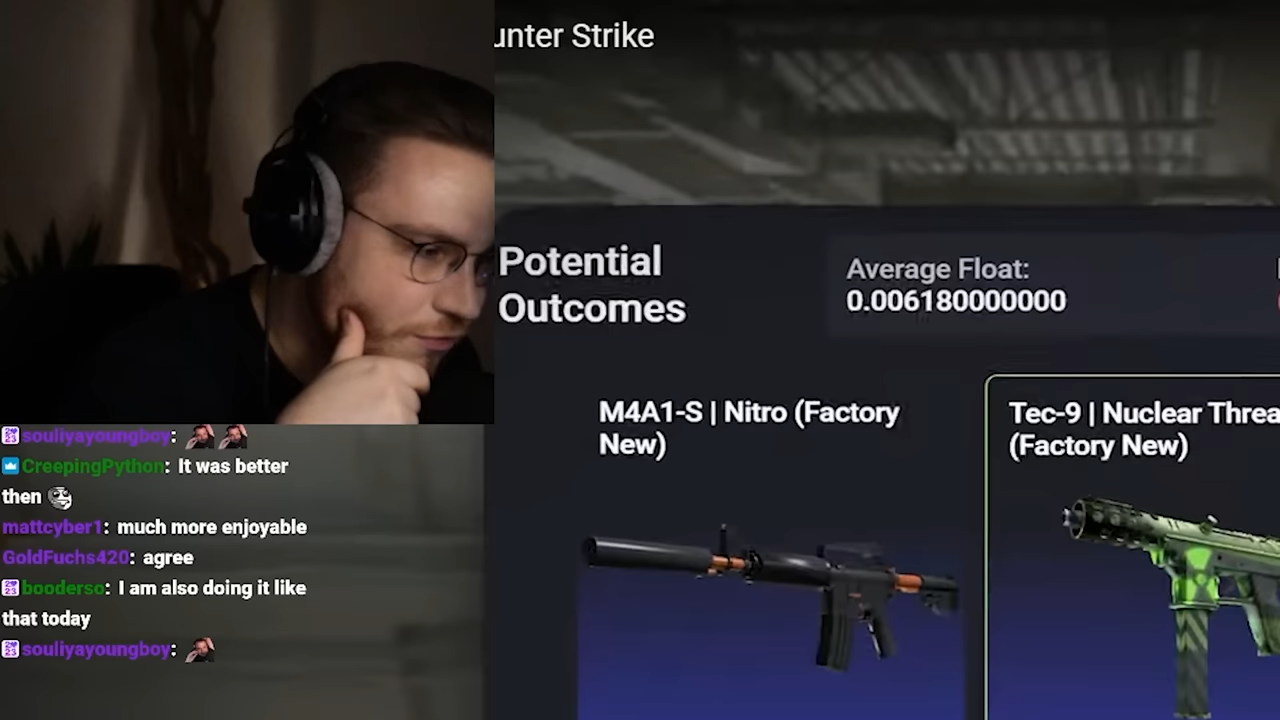 unter Strike
Potential
Outcomes
Average Float:
0.006180000000
M4A1-S | Nitro (Factory
New)
Tec-9 | Nuclear Threa
(Factory New)
souliyayoungboy:
CreepingPython: It was better
then
mattcyber1: much more enjoyable
GoldFuchs420: agree
booderso: I am also doing it like
that today
souliyayoungboy: